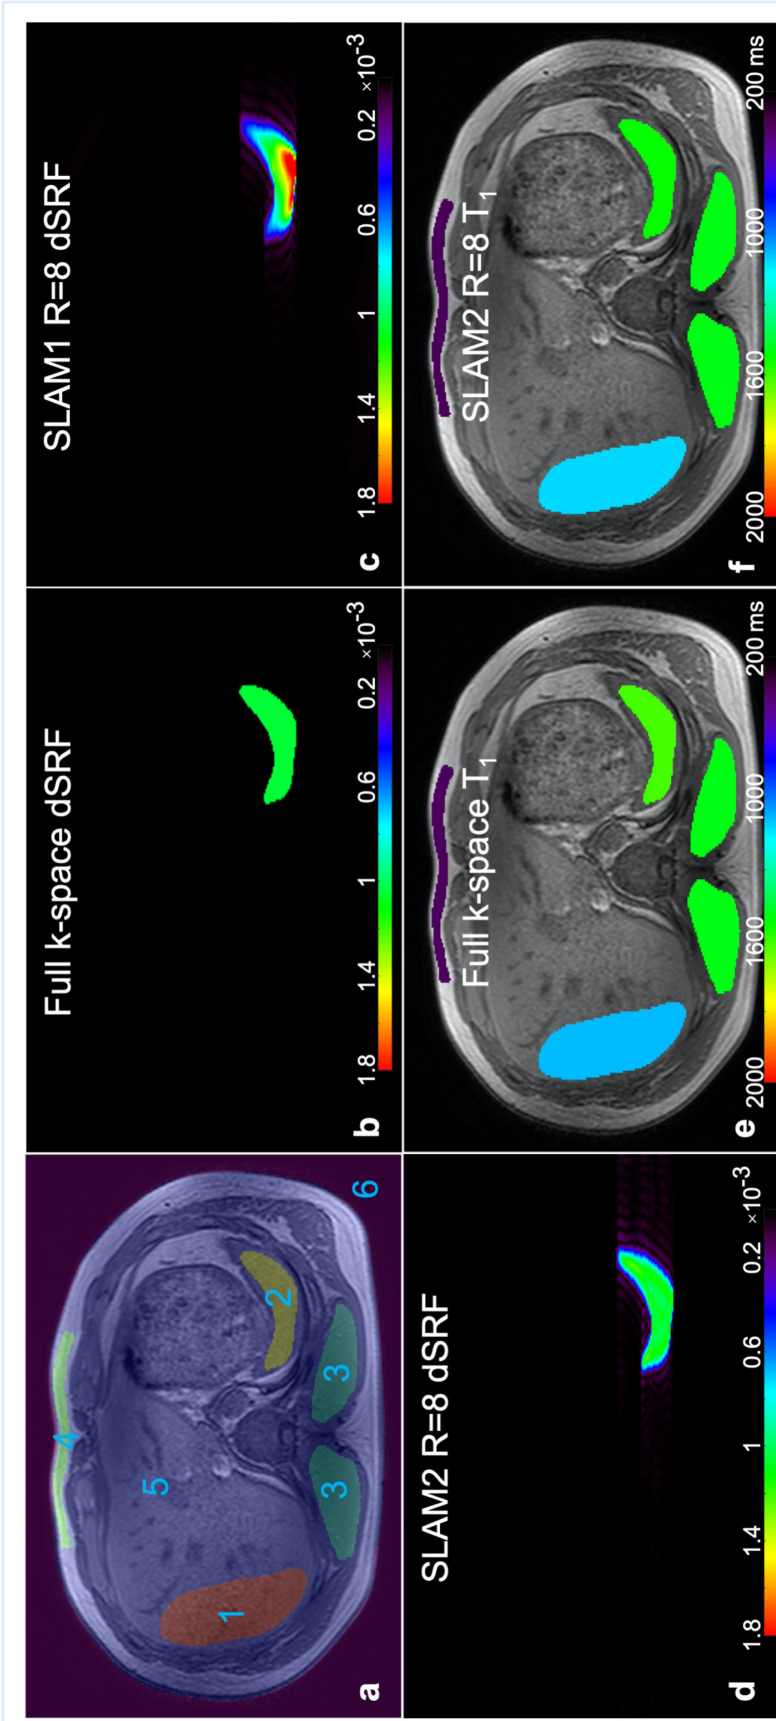 4
5
1
2
3
3
6
a
Full k-space dSRF
1.8 1.4 1 0.6 0.2 ×10⁻³
b
SLAM1 R=8 dSRF
1.8 1.4 1 0.6 0.2 ×10⁻³
c
SLAM2 R=8 dSRF
1.8 1.4 1 0.6 0.2 ×10⁻³
d
Full k-space T₁
2000 1600 1000 200 ms
e
SLAM2 R=8 T₁
2000 1600 1000 200 ms
f